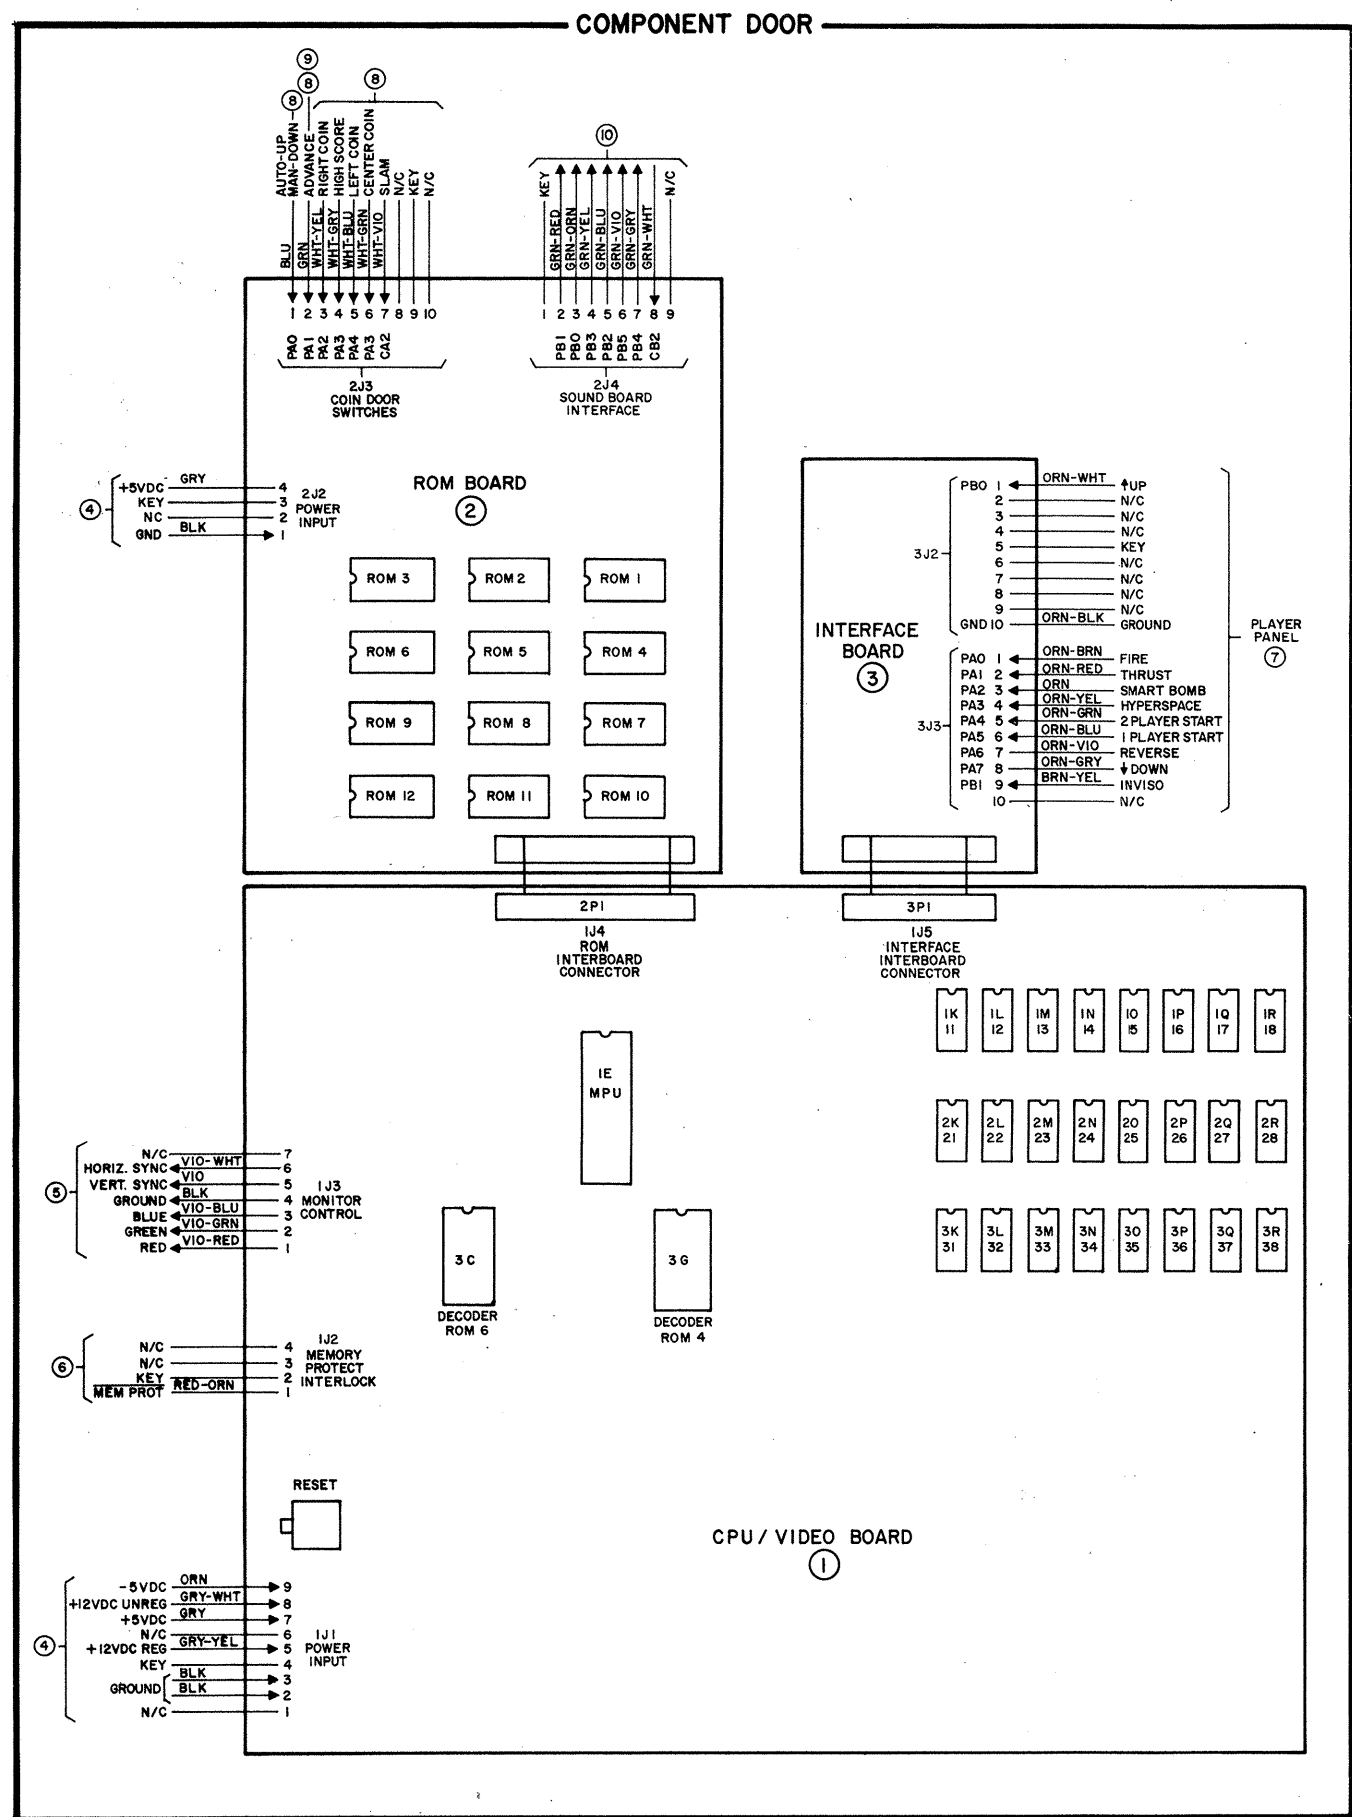 COMPONENT DOOR
9
8
8
8
AUTO-UP
MAN-DOWN
ADVANCE
RIGHT COIN
HIGH SCORE
LEFT COIN
CENTER COIN
SLAM
N/C
KEY
N/C
BLU
GRN
WHT-YEL
WHT-GRY
WHT-BLU
WHT-GRN
WHT-VIO
1 2 3 4 5 6 7 8 9 10
PA0
PA1
PA2
PA3
PA4
PA3
CA2
2J3
COIN DOOR
SWITCHES
10
KEY
GRN-RED
GRN-ORN
GRN-YEL
GRN-BLU
GRN-VIO
GRN-GRY
GRN-WHT
N/C
1 2 3 4 5 6 7 8 9
PB1
PB0
PB3
PB2
PB5
PB4
CB2
2J4
SOUND BOARD
INTERFACE
4
+5VDC GRY 4
KEY 3
NC 2
GND BLK 1
2J2
POWER
INPUT
ROM BOARD
2
ROM 3 ROM 2 ROM 1
ROM 6 ROM 5 ROM 4
ROM 9 ROM 8 ROM 7
ROM 12 ROM 11 ROM 10
INTERFACE
BOARD
3
3J2
PB0 1 ORN-WHT ↑UP
2 N/C
3 N/C
4 N/C
5 KEY
6 N/C
7 N/C
8 N/C
9 N/C
GND 10 ORN-BLK GROUND
3J3
PA0 1 ORN-BRN FIRE
PA1 2 ORN-RED THRUST
PA2 3 ORN SMART BOMB
PA3 4 ORN-YEL HYPERSPACE
PA4 5 ORN-GRN 2 PLAYER START
PA5 6 ORN-BLU 1 PLAYER START
PA6 7 ORN-VIO REVERSE
PA7 8 ORN-GRY ↓DOWN
PB1 9 BRN-YEL INVISO
10 N/C
PLAYER
PANEL
7
2P1
1J4
ROM
INTERBOARD
CONNECTOR
3P1
1J5
INTERFACE
INTERBOARD
CONNECTOR
1K 1L 1M 1N 1O 1P 1Q 1R
11 12 13 14 15 16 17 18
1E
MPU
2K 2L 2M 2N 2O 2P 2Q 2R
21 22 23 24 25 26 27 28
3K 3L 3M 3N 3O 3P 3Q 3R
31 32 33 34 35 36 37 38
5
N/C 7
HORIZ. SYNC VIO-WHT 6
VERT. SYNC VIO 5
GROUND BLK 4
BLUE VIO-BLU 3
GREEN VIO-GRN 2
RED VIO-RED 1
1J3
MONITOR
CONTROL
3C
DECODER
ROM 6
3G
DECODER
ROM 4
6
N/C 4
N/C 3
KEY 2
MEM PROT RED-ORN 1
1J2
MEMORY
PROTECT
INTERLOCK
RESET
CPU/VIDEO BOARD
1
4
-5VDC ORN 9
+12VDC UNREG GRY-WHT 8
+5VDC GRY 7
N/C 6
+12VDC REG GRY-YEL 5
KEY 4
GROUND BLK 3
BLK 2
N/C 1
1J1
POWER
INPUT